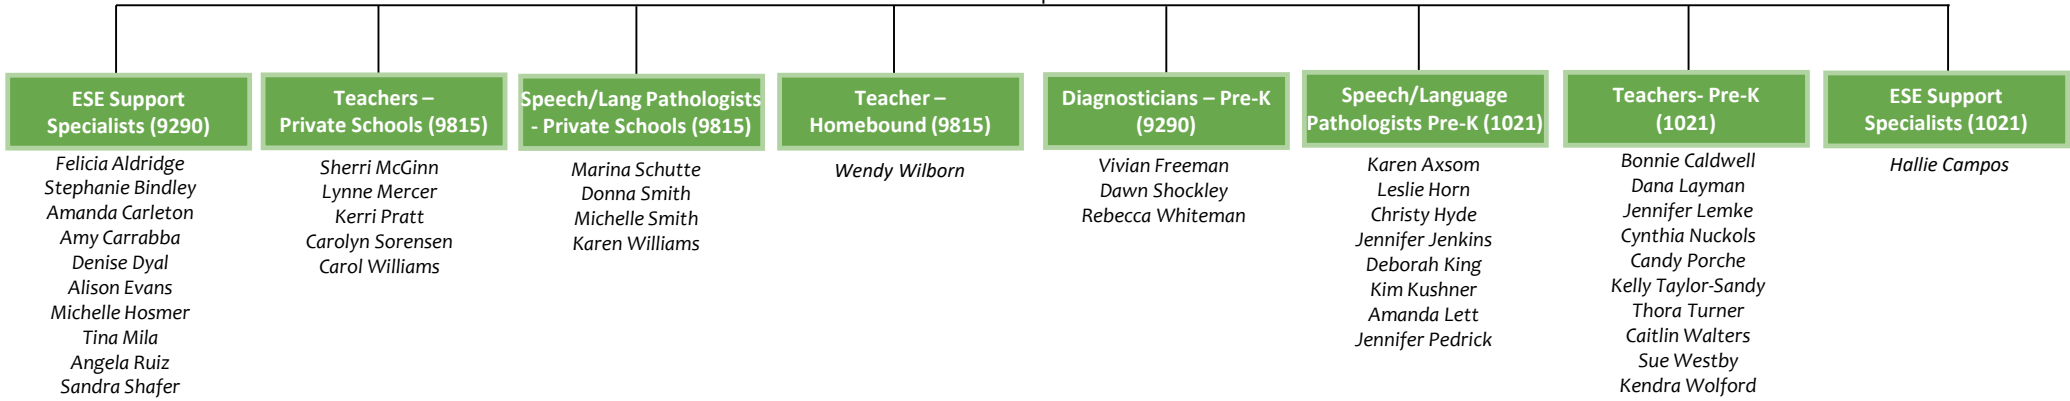 ESE Support
Specialists (9290)
Felicia Aldridge
Stephanie Bindley
Amanda Carleton
Amy Carrabba
Denise Dyal
Alison Evans
Michelle Hosmer
Tina Mila
Angela Ruiz
Sandra Shafer
Teachers –
Private Schools (9815)
Sherri McGinn
Lynne Mercer
Kerri Pratt
Carolyn Sorensen
Carol Williams
Speech/Lang Pathologists
- Private Schools (9815)
Marina Schutte
Donna Smith
Michelle Smith
Karen Williams
Teacher –
Homebound (9815)
Wendy Wilborn
Diagnosticians – Pre-K
(9290)
Vivian Freeman
Dawn Shockley
Rebecca Whiteman
Speech/Language
Pathologists Pre-K (1021)
Karen Axsom
Leslie Horn
Christy Hyde
Jennifer Jenkins
Deborah King
Kim Kushner
Amanda Lett
Jennifer Pedrick
Teachers- Pre-K
(1021)
Bonnie Caldwell
Dana Layman
Jennifer Lemke
Cynthia Nuckols
Candy Porche
Kelly Taylor-Sandy
Thora Turner
Caitlin Walters
Sue Westby
Kendra Wolford
ESE Support
Specialists (1021)
Hallie Campos